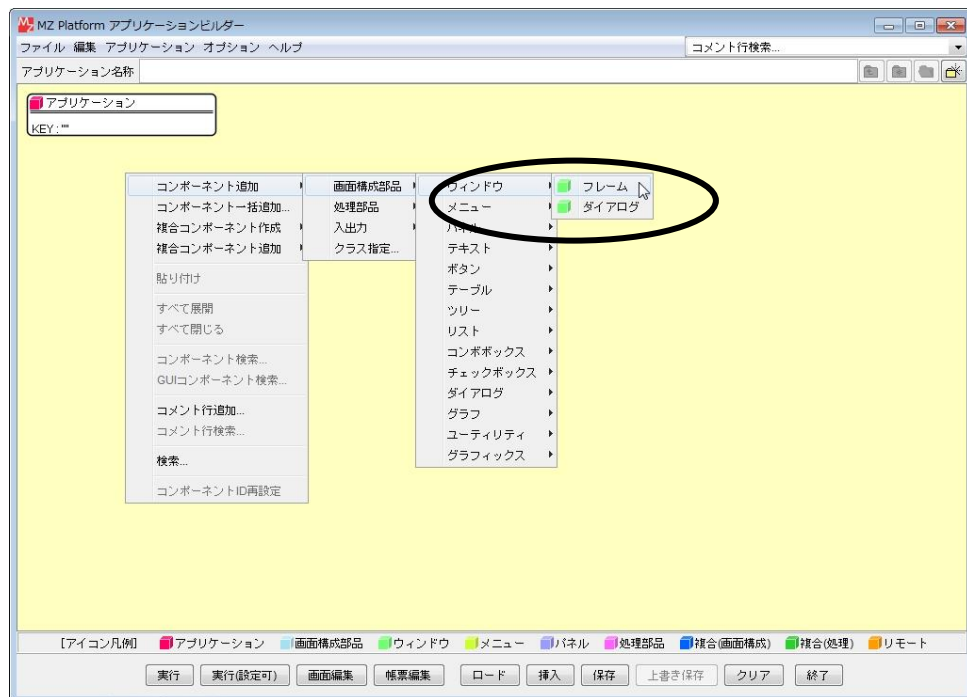 MZ Platform アプリケーションビルダー
ファイル 編集 アプリケーション オプション ヘルプ
コメント行検索...
アプリケーション名称
アプリケーション
KEY : ""
コンポーネント追加
コンポーネント一括追加...
複合コンポーネント作成
複合コンポーネント追加
貼り付け
すべて展開
すべて閉じる
コンポーネント検索...
GUIコンポーネント検索...
コメント行追加...
コメント行検索...
検索...
コンポーネントID再設定
画面構成部品
処理部品
入出力
クラス指定...
ウィンドウ
メニュー
パネル
テキスト
ボタン
テーブル
ツリー
リスト
コンボボックス
チェックボックス
ダイアログ
グラフ
ユーティリティ
グラフィックス
フレーム
ダイアログ
[アイコン凡例] アプリケーション 画面構成部品 ウィンドウ メニュー パネル 処理部品 複合(画面構成) 複合(処理) リモート
実行 実行(設定可) 画面編集 帳票編集 ロード 挿入 保存 上書き保存 クリア 終了